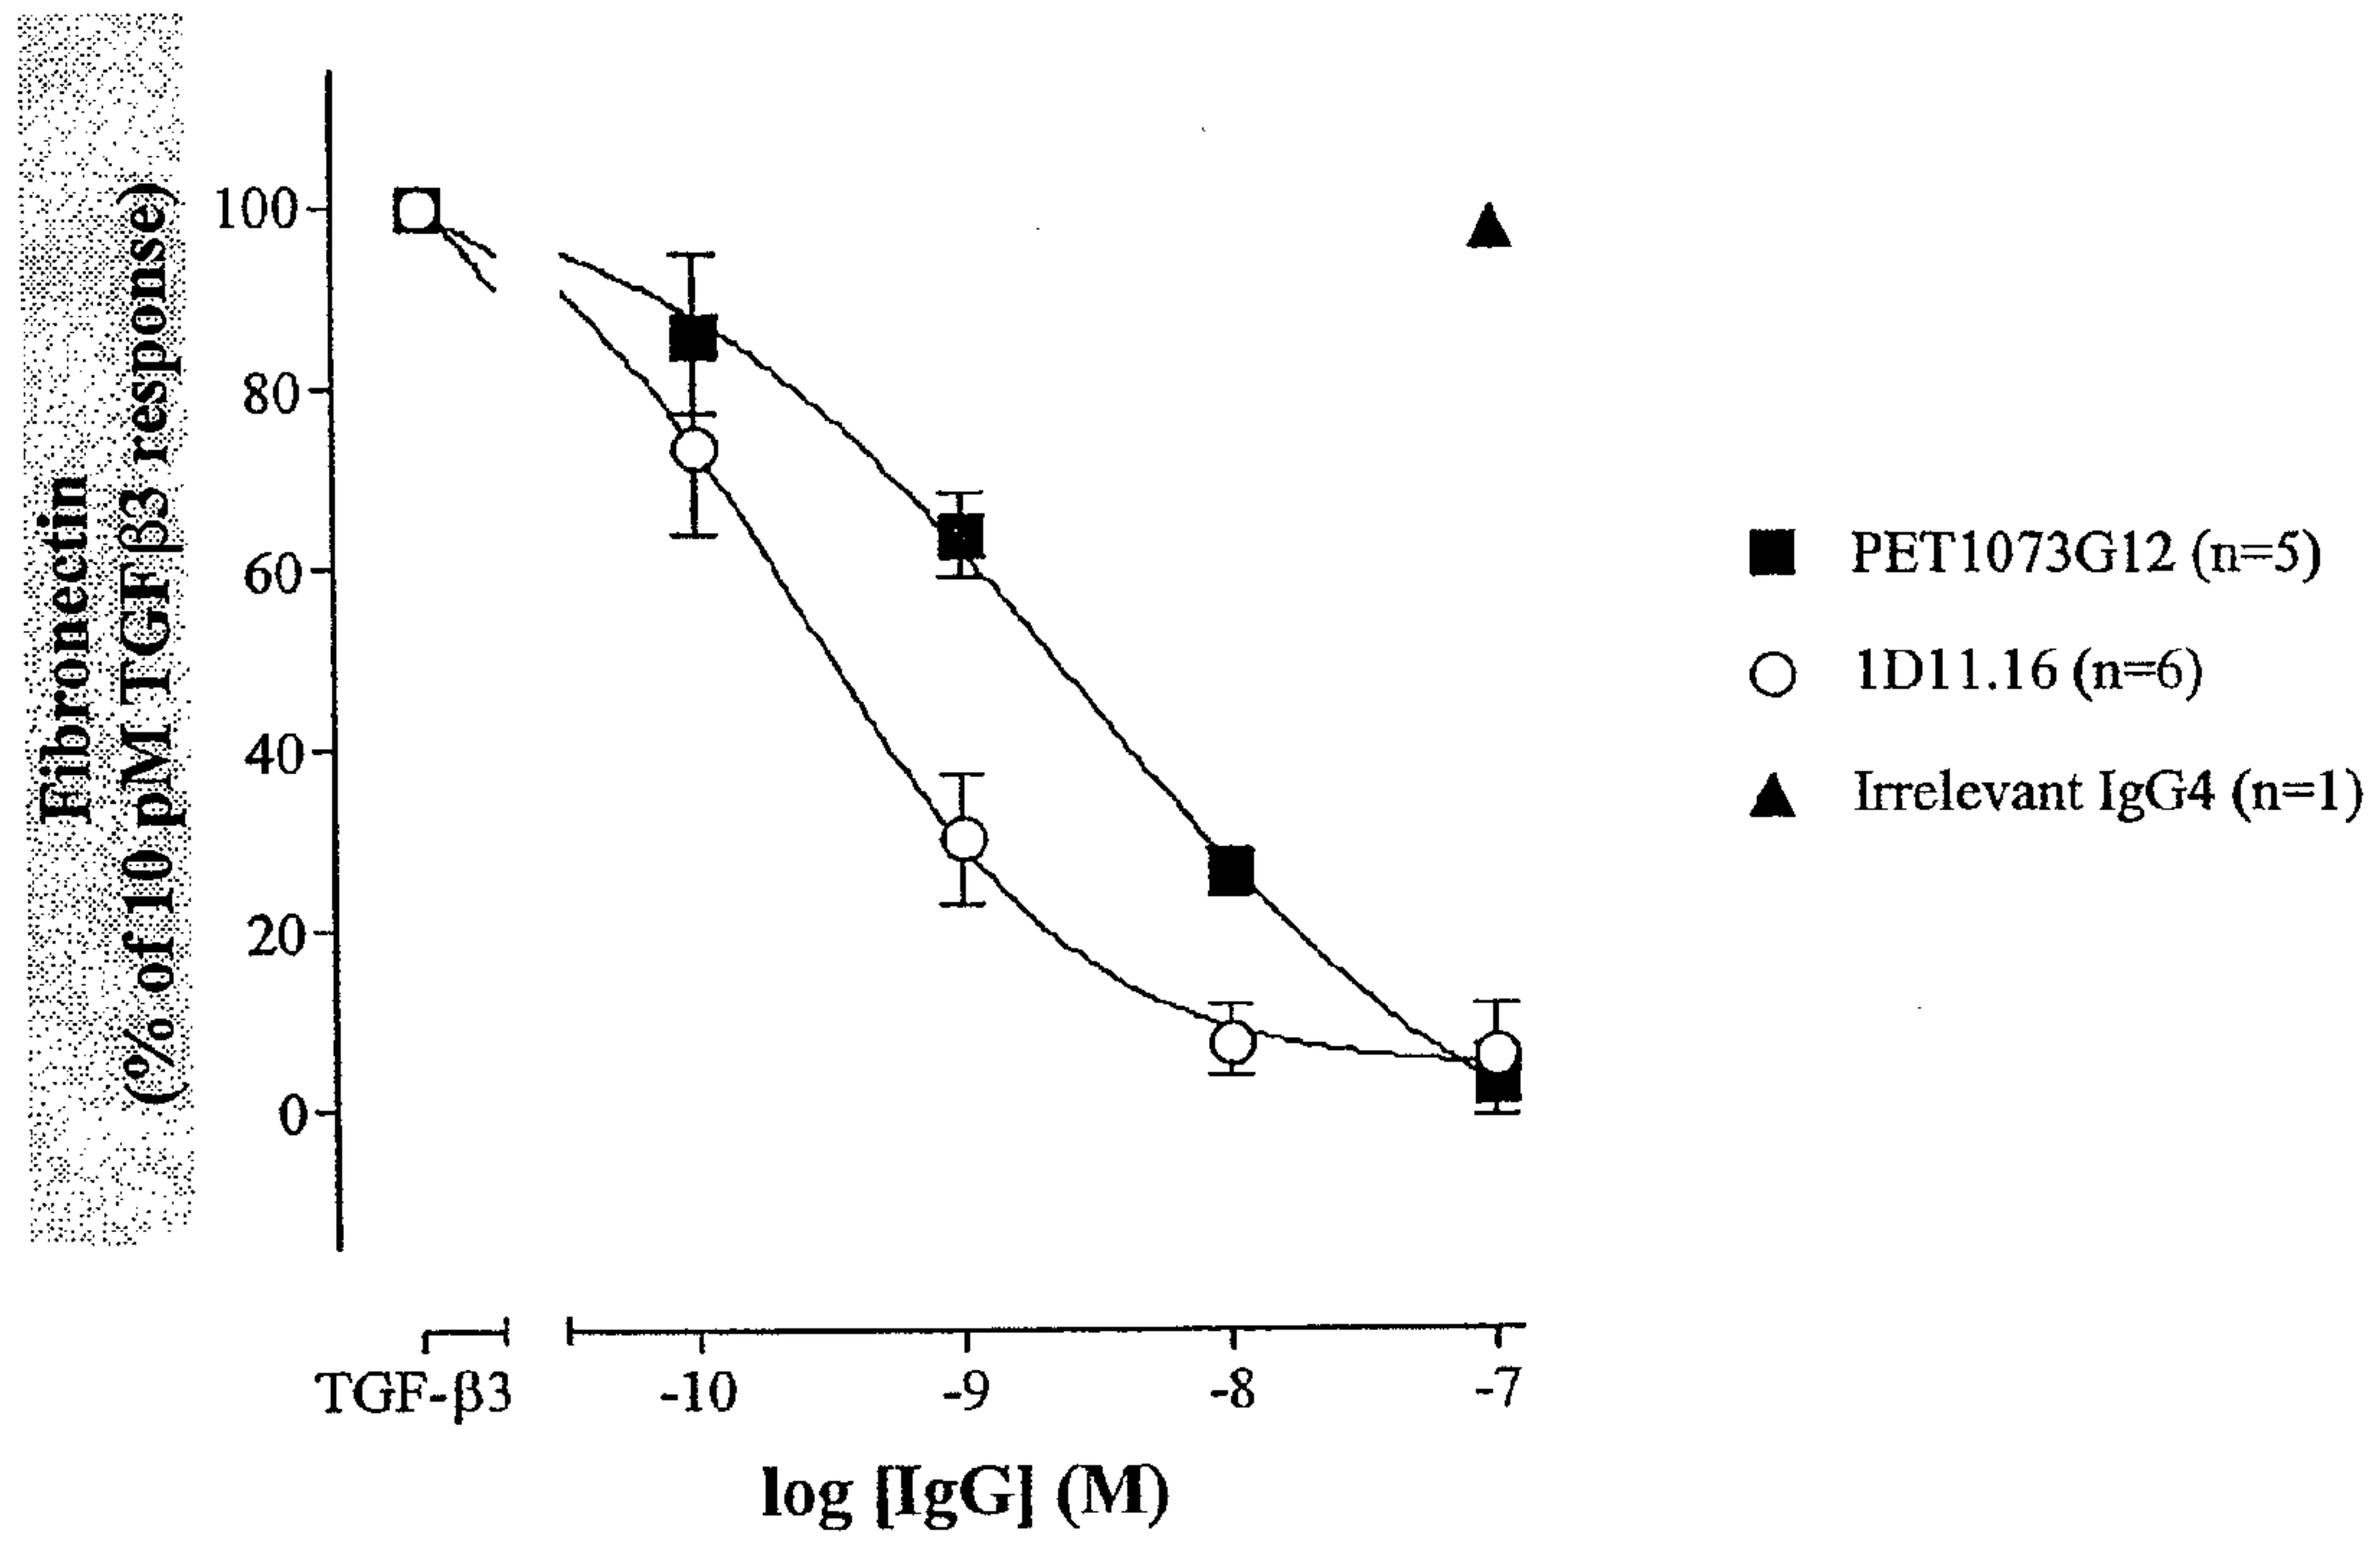 Fibronectin
(% of 10 pM TGFβ3 response)
100
80
60
40
20
0
TGF-β3
-10
-9
-8
-7
log [IgG] (M)
PET1073G12 (n=5)
1D11.16 (n=6)
Irrelevant IgG4 (n=1)